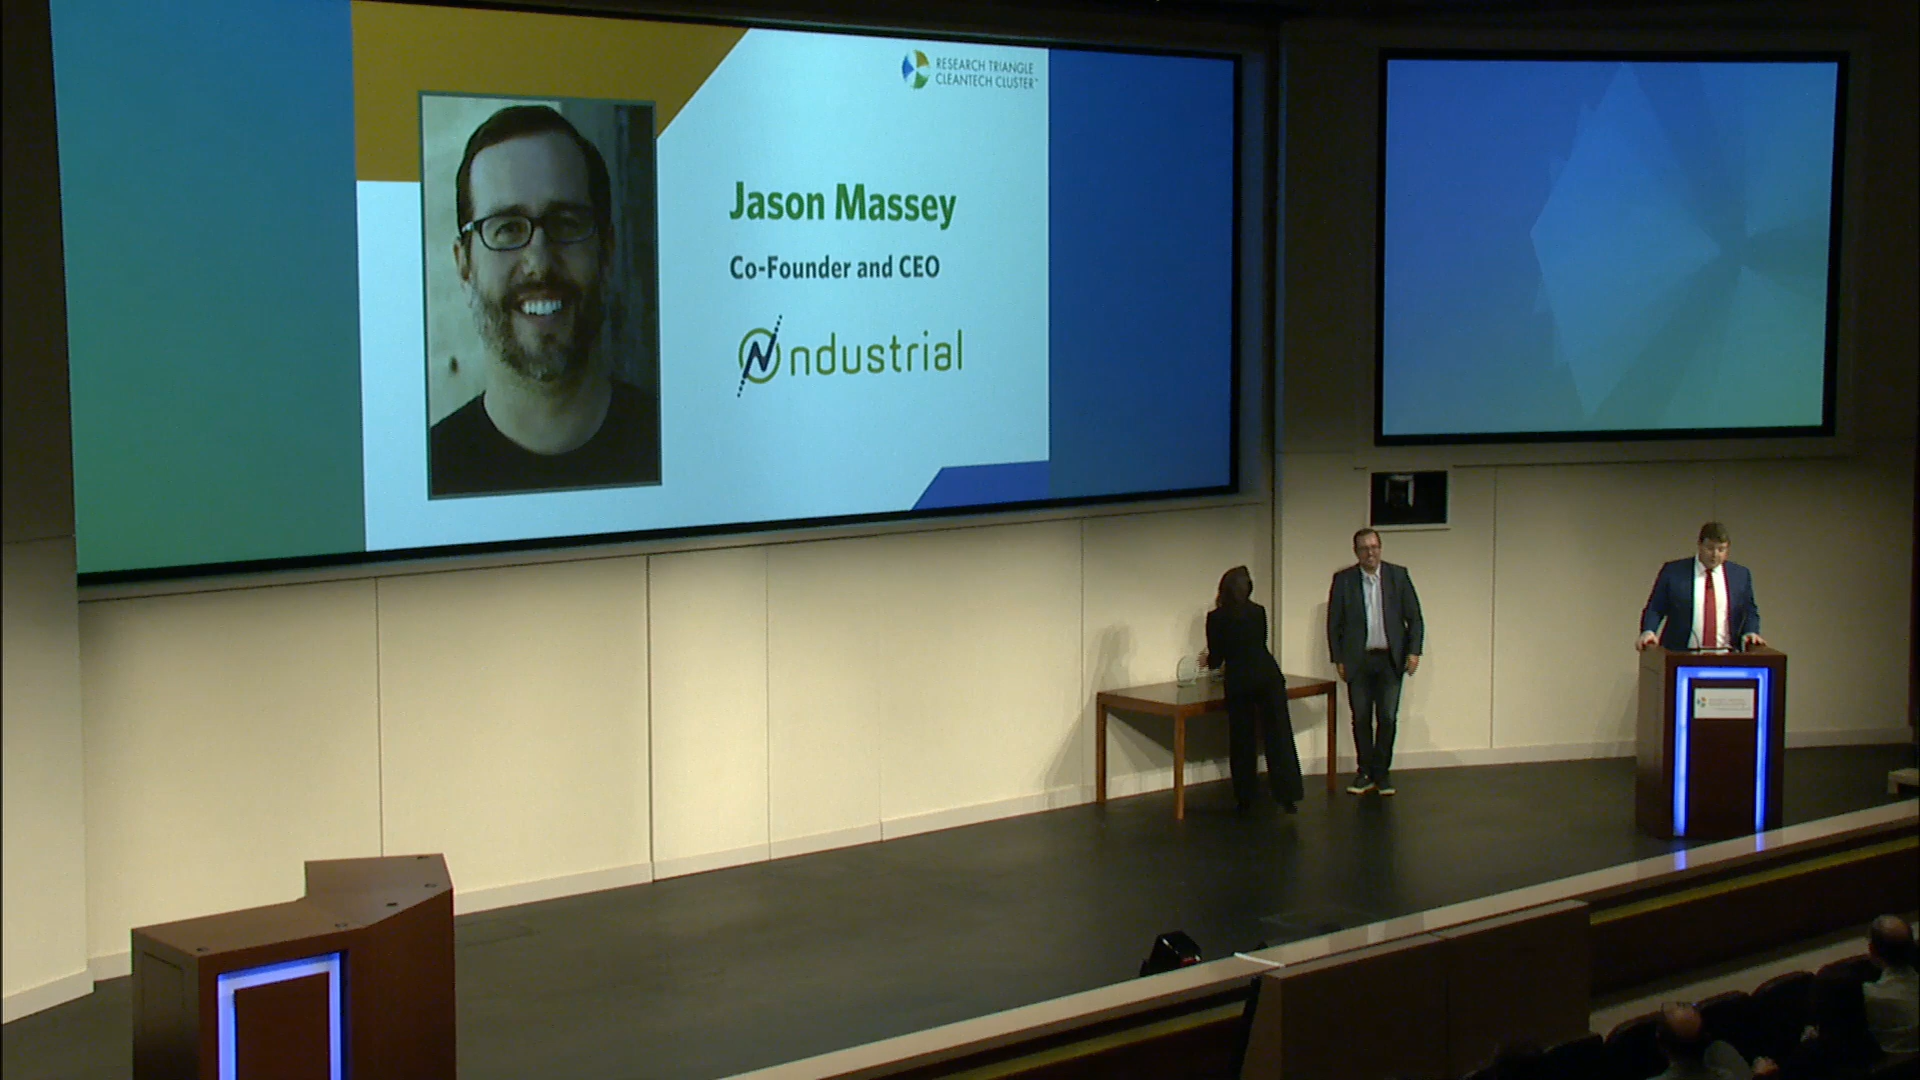 RESEARCH TRIANGLE
CLEANTECH CLUSTER
Jason Massey
Co-Founder and CEO
Nndustrial